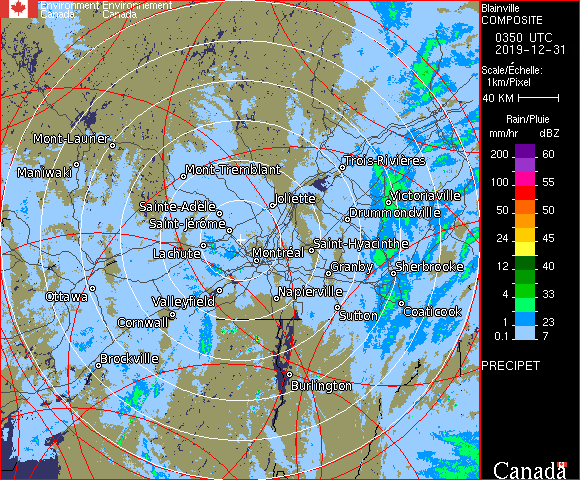 Environment Environnement
Canada Canada
Blainville
COMPOSITE
0350 UTC
2019-12-31
Scale/Échelle:
1km/Pixel
40 KM
Rain/Pluie
mm/hr dBZ
200 60
100 55
50 50
24 45
12 40
4 33
1 23
0.1 7
PRECIPET
Canada
Mont-Laurier
Maniwaki
Mont-Tremblant
Trois-Rivières
Sainte-Adèle
Joliette
Victoriaville
Drummondville
Saint-Jérôme
Lachute
Montréal
Saint-Hyacinthe
Granby
Sherbrooke
Ottawa
Valleyfield
Napierville
Cornwall
Sutton
Coaticook
Brockville
Burlington